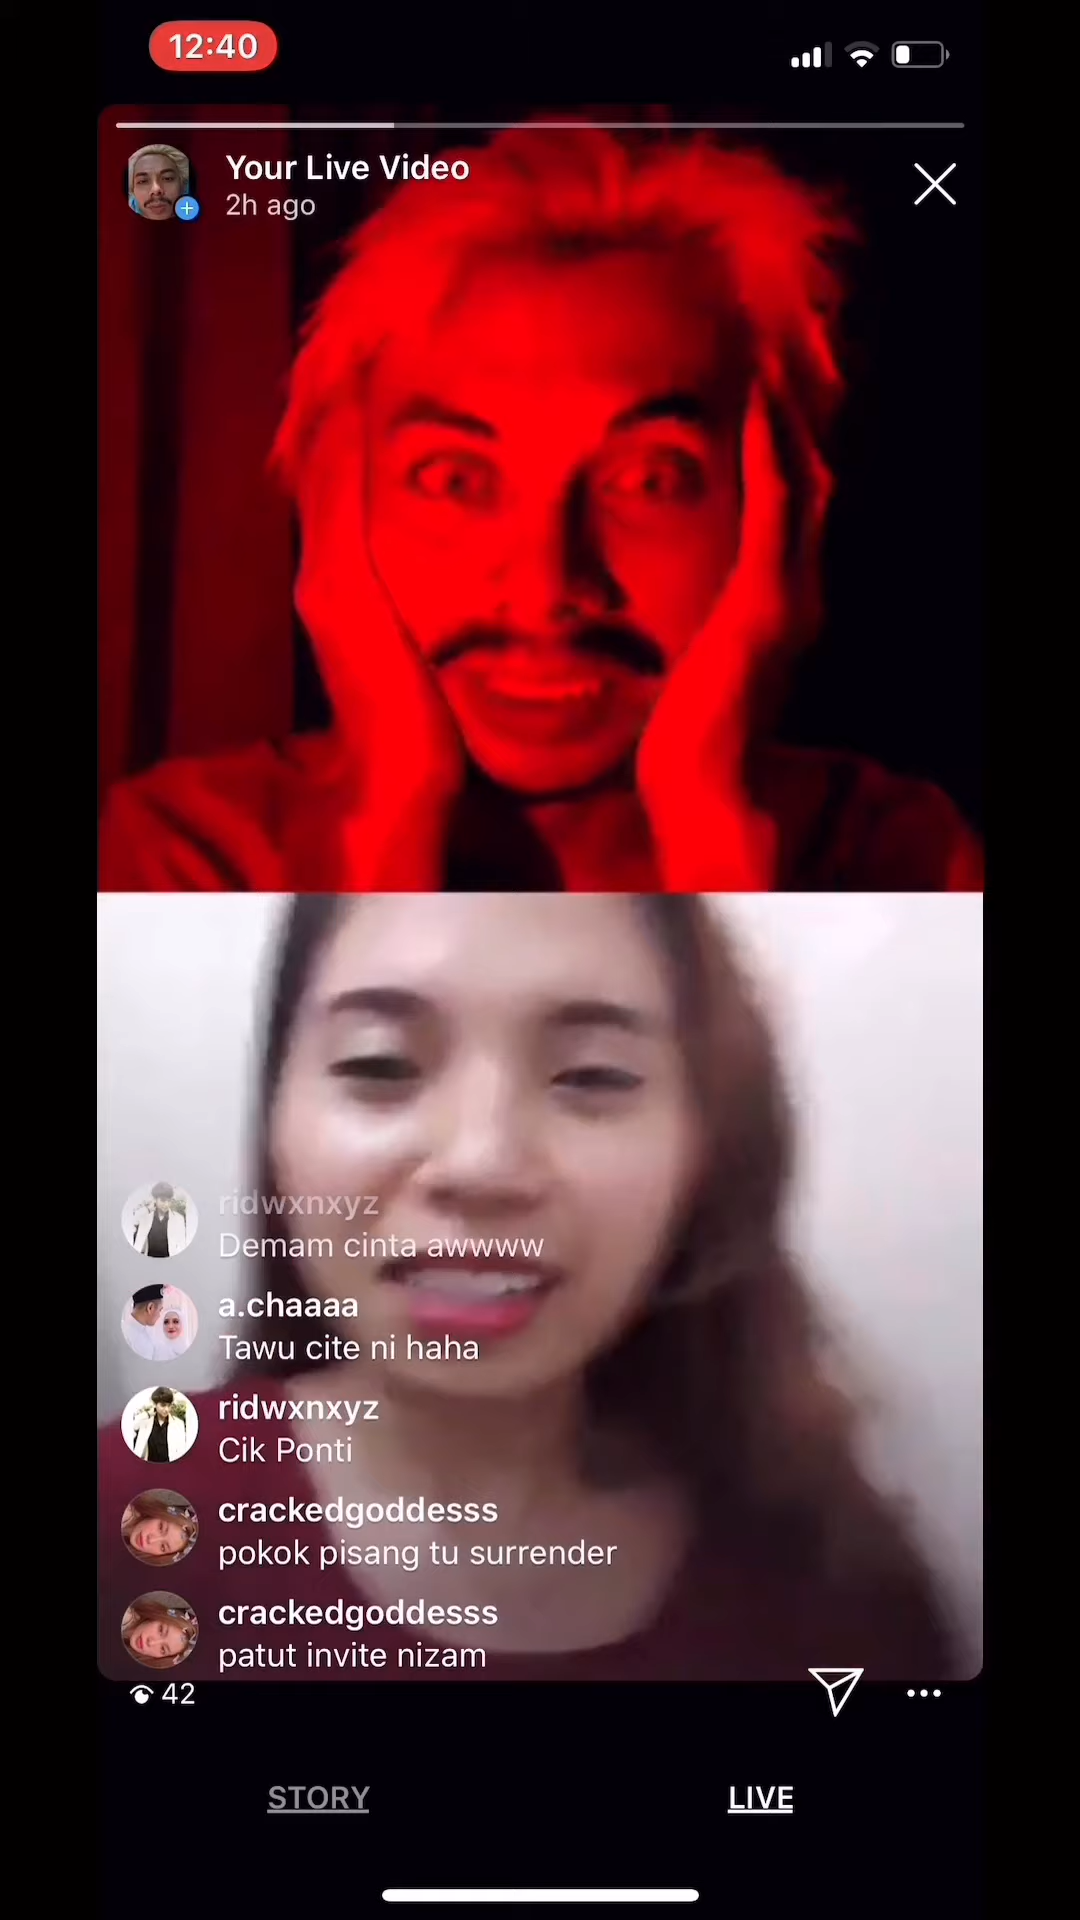 12:40
Your Live Video
2h ago
ridwxnxyz
Demam cinta awwww
a.chaaaa
Tawu cite ni haha
ridwxnxyz
Cik Ponti
crackedgoddesss
pokok pisang tu surrender
crackedgoddesss
patut invite nizam
42
STORY
LIVE